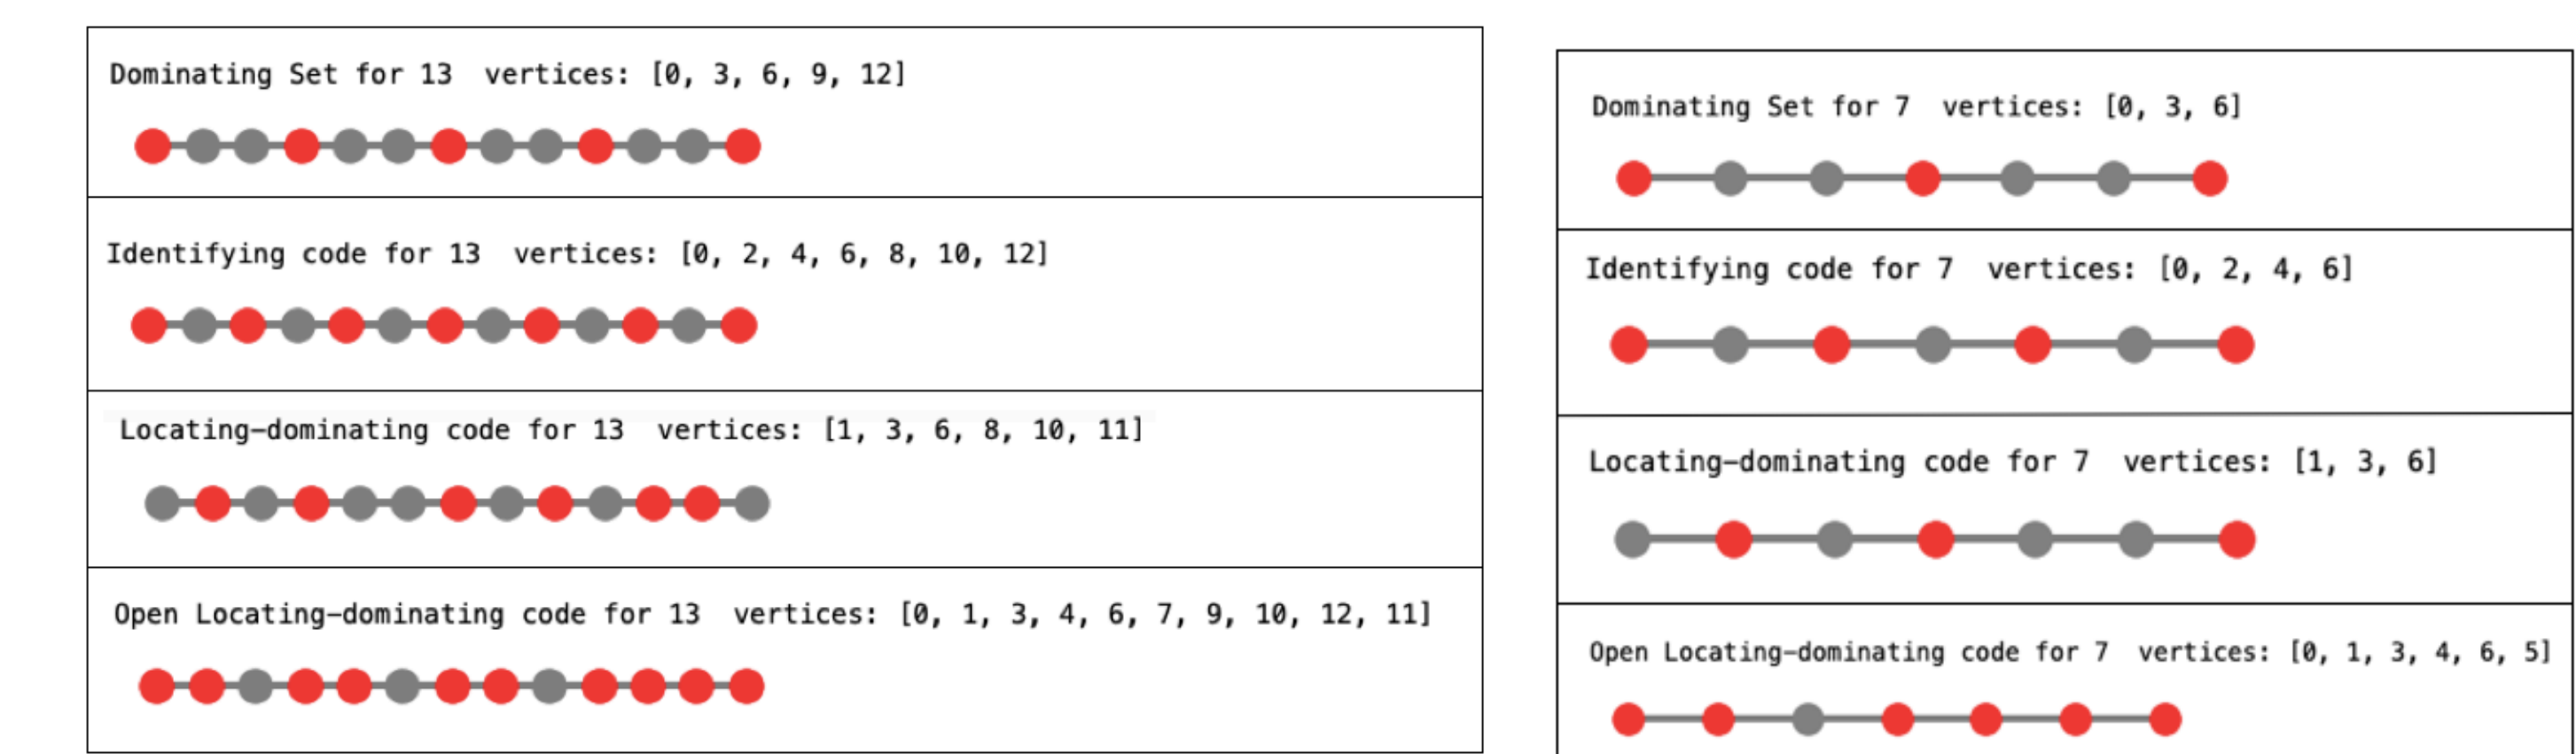 Dominating Set for 13  vertices: [0, 3, 6, 9, 12]
Identifying code for 13  vertices: [0, 2, 4, 6, 8, 10, 12]
Locating-dominating code for 13  vertices: [1, 3, 6, 8, 10, 11]
Open Locating-dominating code for 13  vertices: [0, 1, 3, 4, 6, 7, 9, 10, 12, 11]
Dominating Set for 7  vertices: [0, 3, 6]
Identifying code for 7  vertices: [0, 2, 4, 6]
Locating-dominating code for 7  vertices: [1, 3, 6]
Open Locating-dominating code for 7  vertices: [0, 1, 3, 4, 6, 5]